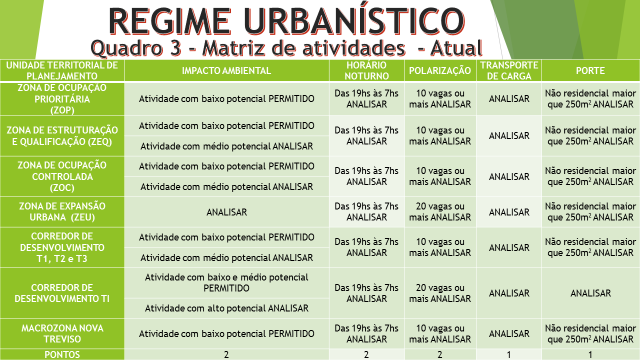 REGIME URBANÍSTICO
Quadro 3 - Matriz de atividades - Atual
UNIDADE TERRITORIAL DE
PLANEJAMENTO
IMPACTO AMBIENTAL
HORÁRIO
NOTURNO
POLARIZAÇÃO
TRANSPORTE
DE CARGA
PORTE
ZONA DE OCUPAÇÃO
PRIORITÁRIA
(ZOP)
Atividade com baixo potencial PERMITIDO
Das 19hs às 7hs
ANALISAR
10 vagas ou
mais ANALISAR
ANALISAR
Não residencial maior
que 250m² ANALISAR
ZONA DE ESTRUTURAÇÃO
E QUALIFICAÇÃO (ZEQ)
Atividade com baixo potencial PERMITIDO
Atividade com médio potencial ANALISAR
Das 19hs às 7hs
ANALISAR
10 vagas ou
mais ANALISAR
ANALISAR
Não residencial maior
que 250m² ANALISAR
ZONA DE OCUPAÇÃO
CONTROLADA
(ZOC)
Atividade com baixo potencial PERMITIDO
Atividade com médio potencial ANALISAR
Das 19hs às 7hs
ANALISAR
10 vagas ou
mais ANALISAR
ANALISAR
Não residencial maior
que 250m² ANALISAR
ZONA DE EXPANSÃO
URBANA (ZEU)
ANALISAR
Das 19hs às 7hs
ANALISAR
20 vagas ou
mais ANALISAR
ANALISAR
Não residencial maior
que 250m² ANALISAR
CORREDOR DE
DESENVOLVIMENTO
T1, T2 e T3
Atividade com baixo potencial PERMITIDO
Atividade com médio potencial ANALISAR
Das 19hs às 7hs
ANALISAR
10 vagas ou
mais ANALISAR
ANALISAR
Não residencial maior
que 250m² ANALISAR
CORREDOR DE
DESENVOLVIMENTO TI
Atividade com baixo e médio potencial
PERMITIDO
Atividade com alto potencial ANALISAR
Das 19hs às 7hs
ANALISAR
20 vagas ou
mais ANALISAR
ANALISAR
ANALISAR
MACROZONA NOVA
TREVISO
Atividade com baixo potencial PERMITIDO
Das 19hs às 7hs
ANALISAR
10 vagas ou
mais ANALISAR
ANALISAR
Não residencial maior
que 250m² ANALISAR
PONTOS
2
2
2
1
1